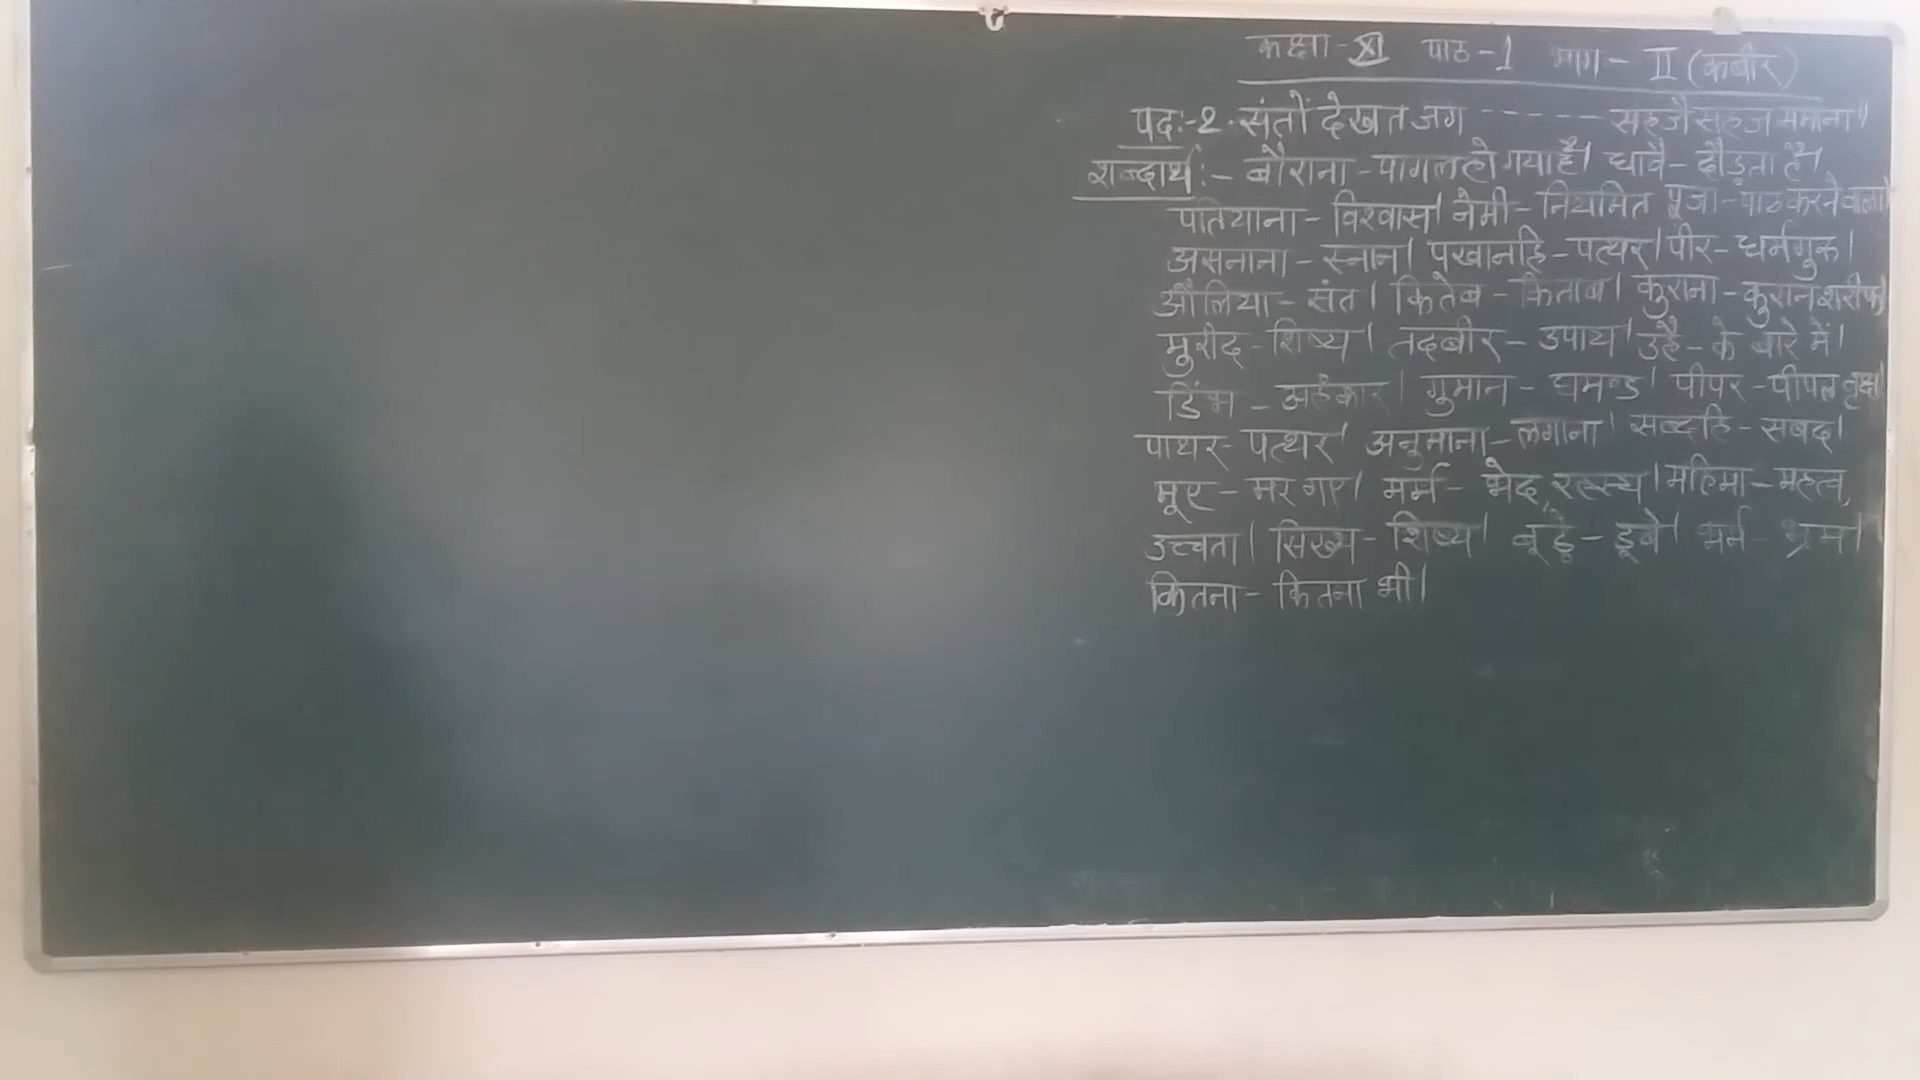 कक्षा - XI पाठ - 1 भाग - II (कबीर)
पद :- 2. संतों देखत जग ----- सहजै सहज समाना"
शब्दार्थ :- बौराना - पागल हो गया है। धावै - दौड़ता है।
पतियाना - विश्वास। नेमी - नियमित पूजा-पाठ करने वाला।
असनाना - स्नान। पखानहि - पत्थर। पीर - धर्मगुरू।
औलिया - संत। कितेब - किताब। कुराना - कुरान शरीफ।
मुरीद - शिष्य। तदबीर - उपाय। उहै - के बारे में।
डिंभ - अहंकार। गुमान - घमण्ड। पीपर - पीपल वृक्ष।
पाथर - पत्थर। अनुमाना - लगाना। सब्दहि - सबद।
मूए - मर गए। मर्म - भेद, रहस्य। महिमा - महत्व,
उच्चता। सिख्य - शिष्य। बूड़े - डूबे। भर्म - भ्रम।
कितना - कितना भी।